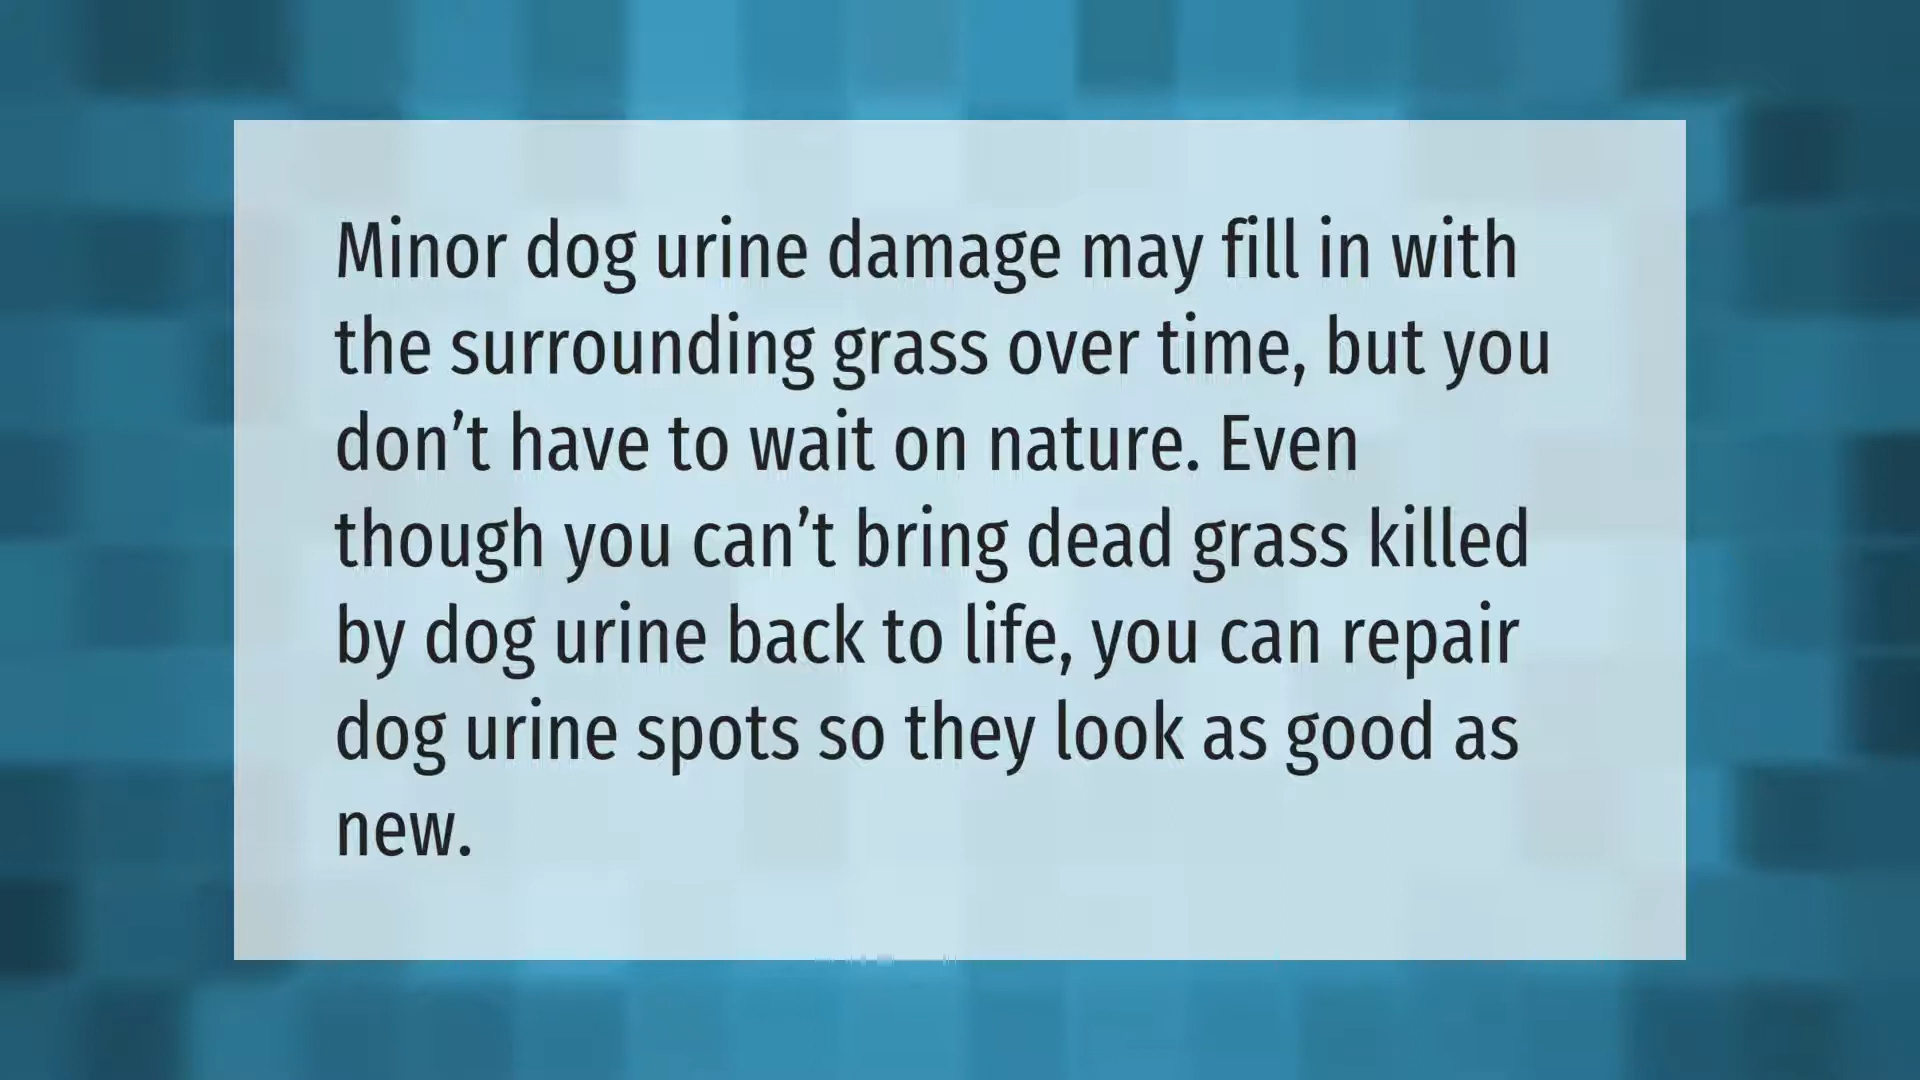 Minor dog urine damage may fill in with
the surrounding grass over time, but you
don’t have to wait on nature. Even
though you can’t bring dead grass killed
by dog urine back to life, you can repair
dog urine spots so they look as good as
new.